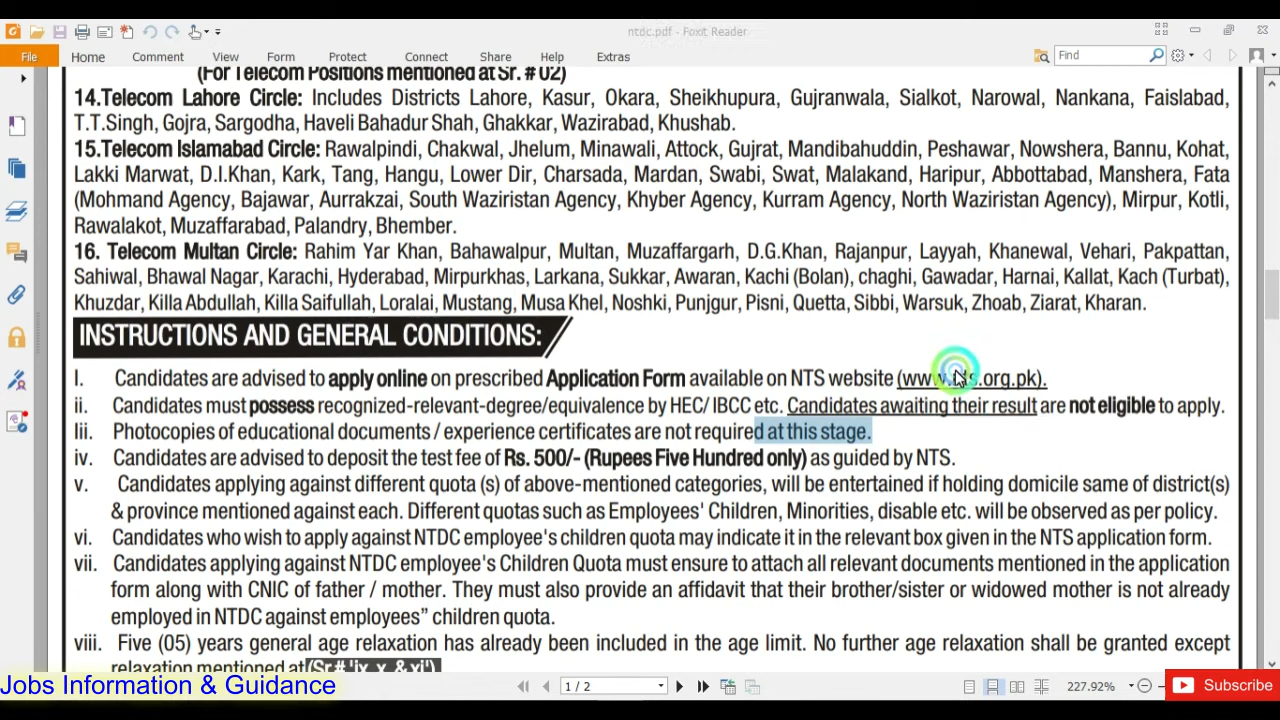 ntdc.pdf - Foxit Reader
File Home Comment View Form Protect Connect Share Help Extras Find
(For Telecom Positions mentioned at Sr. # 02)
14.Telecom Lahore Circle: Includes Districts Lahore, Kasur, Okara, Sheikhupura, Gujranwala, Sialkot, Narowal, Nankana, Faislabad,
T.T.Singh, Gojra, Sargodha, Haveli Bahadur Shah, Ghakkar, Wazirabad, Khushab.
15.Telecom Islamabad Circle: Rawalpindi, Chakwal, Jhelum, Minawali, Attock, Gujrat, Mandibahuddin, Peshawar, Nowshera, Bannu, Kohat,
Lakki Marwat, D.I.Khan, Kark, Tang, Hangu, Lower Dir, Charsada, Mardan, Swabi, Swat, Malakand, Haripur, Abbottabad, Manshera, Fata
(Mohmand Agency, Bajawar, Aurrakzai, South Waziristan Agency, Khyber Agency, Kurram Agency, North Waziristan Agency), Mirpur, Kotli,
Rawalakot, Muzaffarabad, Palandry, Bhember.
16. Telecom Multan Circle: Rahim Yar Khan, Bahawalpur, Multan, Muzaffargarh, D.G.Khan, Rajanpur, Layyah, Khanewal, Vehari, Pakpattan,
Sahiwal, Bhawal Nagar, Karachi, Hyderabad, Mirpurkhas, Larkana, Sukkar, Awaran, Kachi (Bolan), chaghi, Gawadar, Harnai, Kallat, Kach (Turbat),
Khuzdar, Killa Abdullah, Killa Saifullah, Loralai, Mustang, Musa Khel, Noshki, Punjgur, Pisni, Quetta, Sibbi, Warsuk, Zhoab, Ziarat, Kharan.
INSTRUCTIONS AND GENERAL CONDITIONS:
I. Candidates are advised to apply online on prescribed Application Form available on NTS website (www.nts.org.pk).
ii. Candidates must possess recognized-relevant-degree/equivalence by HEC/ IBCC etc. Candidates awaiting their result are not eligible to apply.
Iii. Photocopies of educational documents / experience certificates are not required at this stage.
iv. Candidates are advised to deposit the test fee of Rs. 500/- (Rupees Five Hundred only) as guided by NTS.
v. Candidates applying against different quota (s) of above-mentioned categories, will be entertained if holding domicile same of district(s)
& province mentioned against each. Different quotas such as Employees' Children, Minorities, disable etc. will be observed as per policy.
vi. Candidates who wish to apply against NTDC employee's children quota may indicate it in the relevant box given in the NTS application form.
vii. Candidates applying against NTDC employee's Children Quota must ensure to attach all relevant documents mentioned in the application
form along with CNIC of father / mother. They must also provide an affidavit that their brother/sister or widowed mother is not already
employed in NTDC against employees” children quota.
viii. Five (05) years general age relaxation has already been included in the age limit. No further age relaxation shall be granted except
relaxation mentioned at (Sr.# 'ix, x, & xi').
Jobs Information & Guidance
1 / 2
227.92%
Subscribe